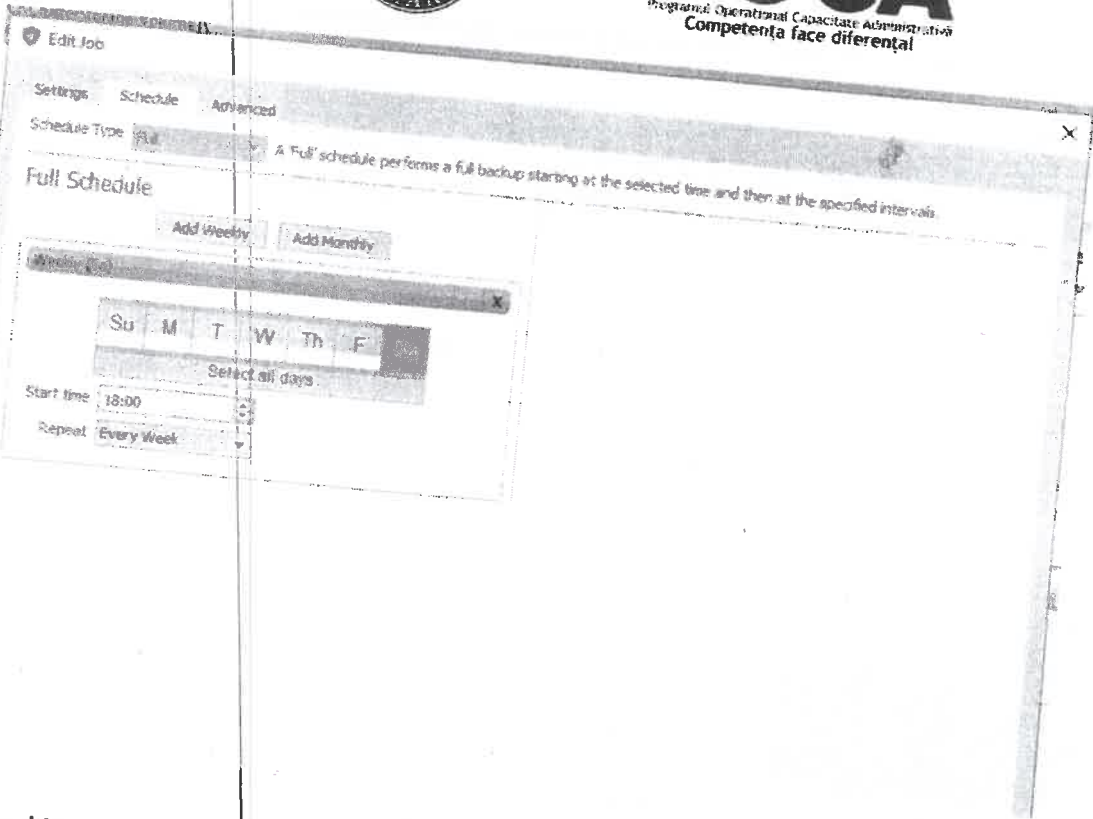 CA
Programul Operațional Capacitate Administrativă
Competența face diferența!
Edit Job
Settings Schedule Advanced
Schedule Type Full A 'Full' schedule performs a full backup starting at the selected time and then at the specified intervals.
Full Schedule
Add Weekly Add Monthly
X
Su M T W Th F
Select all days
Start time 18:00
Repeat Every Week